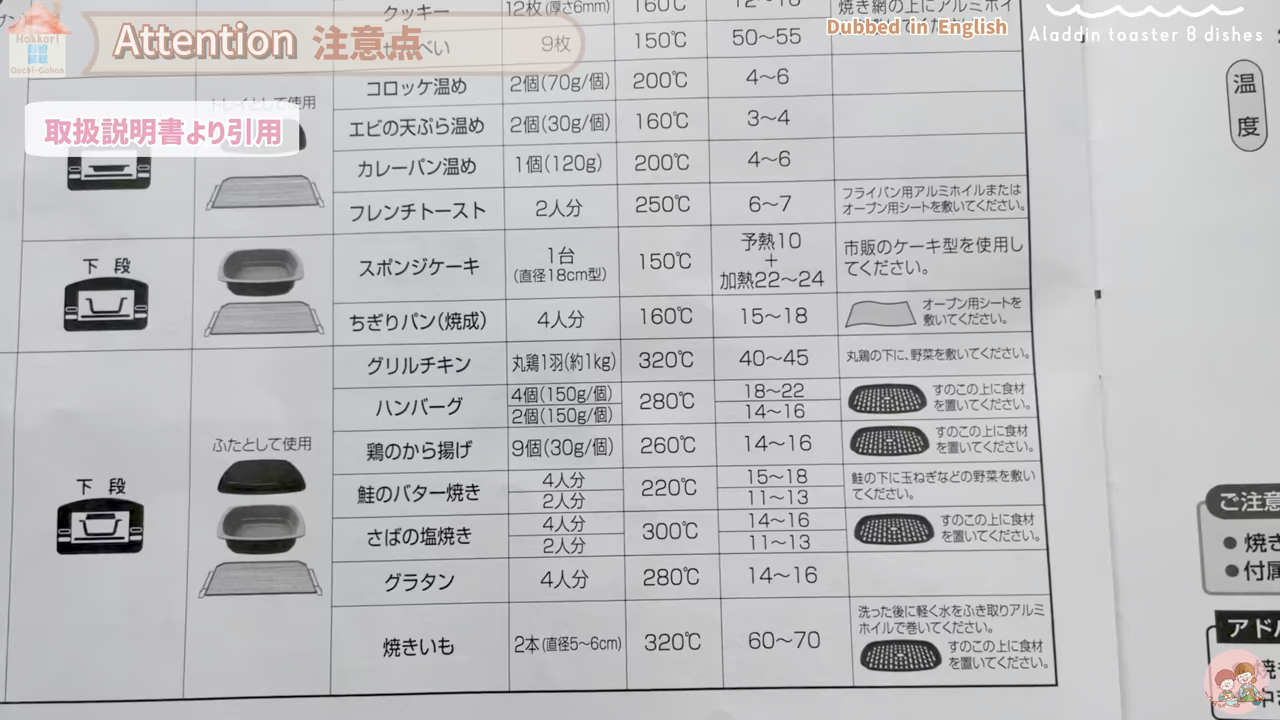 Hokkori
Ouchi-Gohan
Attention 注意点
Dubbed in English
Aladdin toaster 8 dishes
取扱説明書より引用
クッキー 12枚(厚さ6mm) 160℃
9枚 150℃ 50〜55
トレイとして使用
コロッケ温め 2個(70g/個) 200℃ 4〜6
エビの天ぷら温め 2個(30g/個) 160℃ 3〜4
カレーパン温め 1個(120g) 200℃ 4〜6
フレンチトースト 2人分 250℃ 6〜7 フライパン用アルミホイルまたは
オーブン用シートを敷いてください。
下段
スポンジケーキ 1台
(直径18cm型) 150℃ 予熱10
+
加熱22〜24 市販のケーキ型を使用し
てください。
ちぎりパン(焼成) 4人分 160℃ 15〜18 オーブン用シートを
敷いてください。
下段
ふたとして使用
グリルチキン 丸鶏1羽(約1kg) 320℃ 40〜45 丸鶏の下に、野菜を敷いてください。
ハンバーグ 4個(150g/個) 280℃ 18〜22 すのこの上に食材
2個(150g/個) 14〜16 を置いてください。
鶏のから揚げ 9個(30g/個) 260℃ 14〜16 すのこの上に食材
を置いてください。
鮭のバター焼き 4人分 220℃ 15〜18 鮭の下に玉ねぎなどの野菜を敷い
2人分 11〜13 てください。
さばの塩焼き 4人分 300℃ 14〜16 すのこの上に食材
2人分 11〜13 を置いてください。
グラタン 4人分 280℃ 14〜16
焼きいも 2本(直径5〜6cm) 320℃ 60〜70 洗った後に軽く水をふき取りアルミ
ホイルで巻いてください。
すのこの上に食材
を置いてください。
温度
ご注意
●焼き
●付属
アド